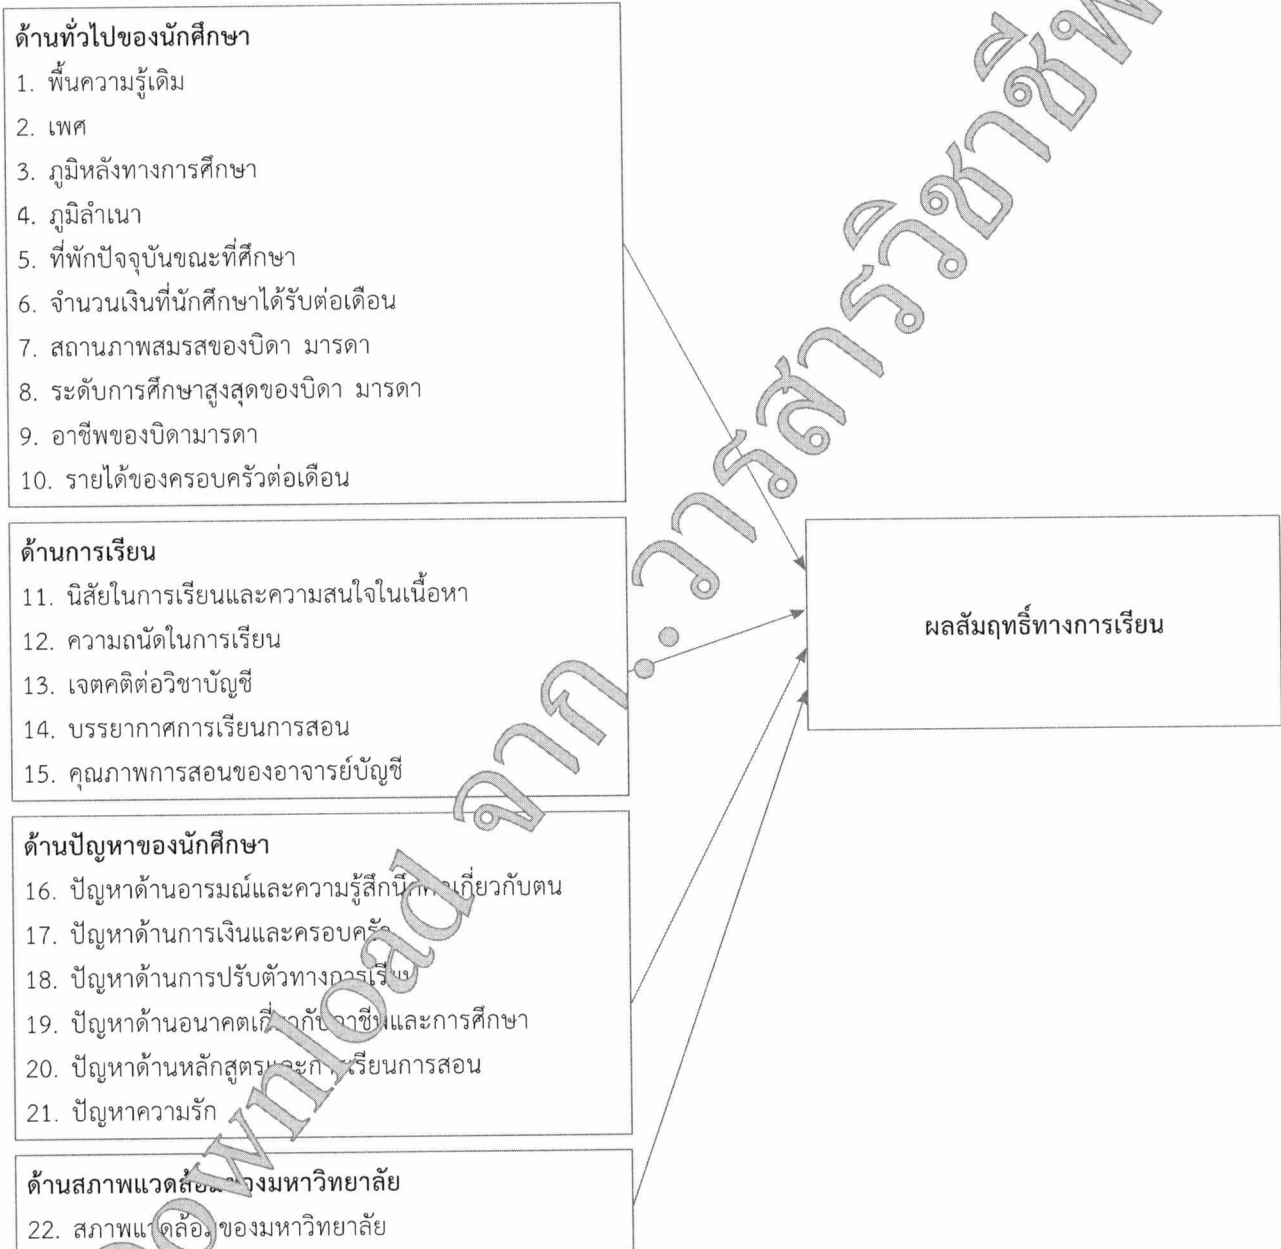 ด้านทั่วไปของนักศึกษา
1. พื้นความรู้เดิม
2. เพศ
3. ภูมิหลังทางการศึกษา
4. ภูมิลำเนา
5. ที่พักปัจจุบันขณะที่ศึกษา
6. จำนวนเงินที่นักศึกษาได้รับต่อเดือน
7. สถานภาพสมรสของบิดา มารดา
8. ระดับการศึกษาสูงสุดของบิดา มารดา
9. อาชีพของบิดามารดา
10. รายได้ของครอบครัวต่อเดือน
ด้านการเรียน
11. นิสัยในการเรียนและความสนใจในเนื้อหา
12. ความถนัดในการเรียน
13. เจตคติต่อวิชาบัญชี
14. บรรยากาศการเรียนการสอน
15. คุณภาพการสอนของอาจารย์บัญชี
ด้านปัญหาของนักศึกษา
16. ปัญหาด้านอารมณ์และความรู้สึกนึกคิดเกี่ยวกับตน
17. ปัญหาด้านการเงินและครอบครัว
18. ปัญหาด้านการปรับตัวทางการเรียน
19. ปัญหาด้านอนาคตเกี่ยวกับอาชีพและการศึกษา
20. ปัญหาด้านหลักสูตรและการเรียนการสอน
21. ปัญหาความรัก
ด้านสภาพแวดล้อมของมหาวิทยาลัย
22. สภาพแวดล้อมของมหาวิทยาลัย
ผลสัมฤทธิ์ทางการเรียน
ownload จาก..วารสารวิชาชีพ